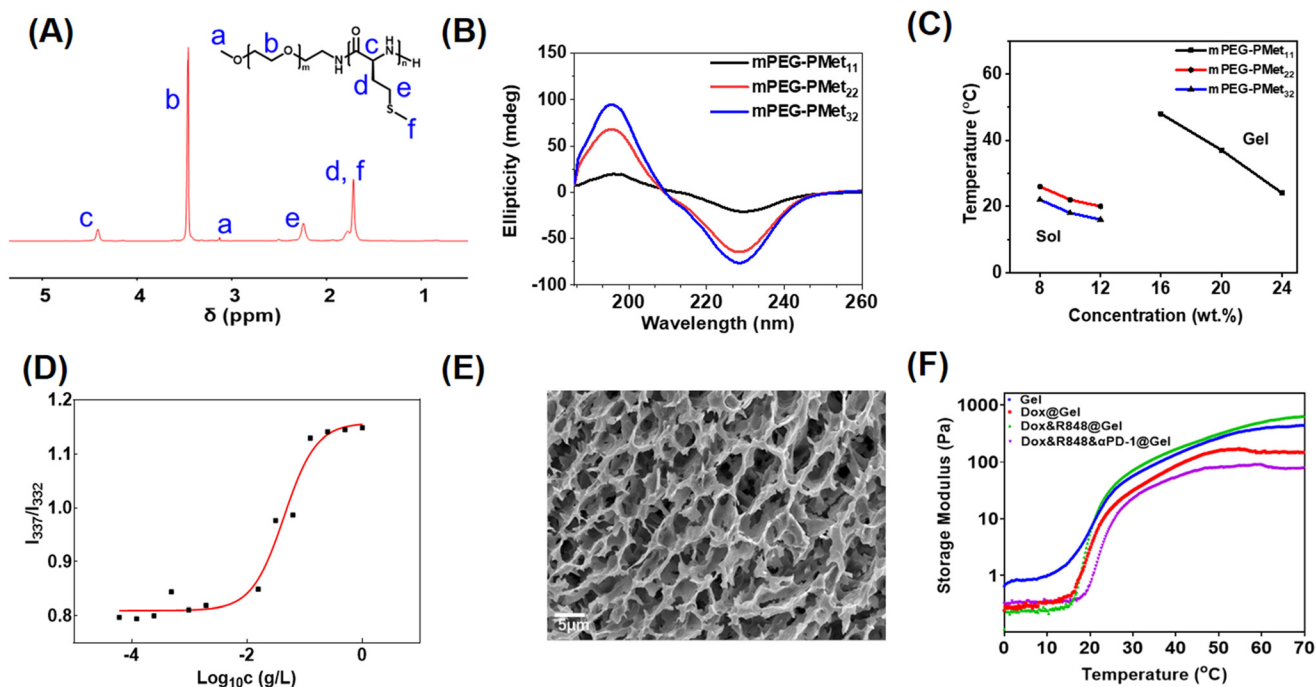 (A)
a
b
c
O
O
O
m
N
H
H
N
n
H
d
e
S
f
b
c
a
e
d, f
5 4 3 2 1
δ (ppm)
(B)
Ellipticity (mdeg)
150
100
50
0
-50
-100
mPEG-PMet₁₁
mPEG-PMet₂₂
mPEG-PMet₃₂
200 220 240 260
Wavelength (nm)
(C)
Temperature (°C)
60
40
20
0
mPEG-PMet₁₁
mPEG-PMet₂₂
mPEG-PMet₃₂
Gel
Sol
8 12 16 20 24
Concentration (wt.%)
(D)
I₃₃₇/I₃₃₂
1.2
1.1
1.0
0.9
0.8
-4 -2 0
Log₁₀c (g/L)
(E)
5μm
(F)
Storage Modulus (Pa)
1000
100
10
1
Gel
Dox@Gel
Dox&R848@Gel
Dox&R848&αPD-1@Gel
0 10 20 30 40 50 60 70
Temperature (°C)